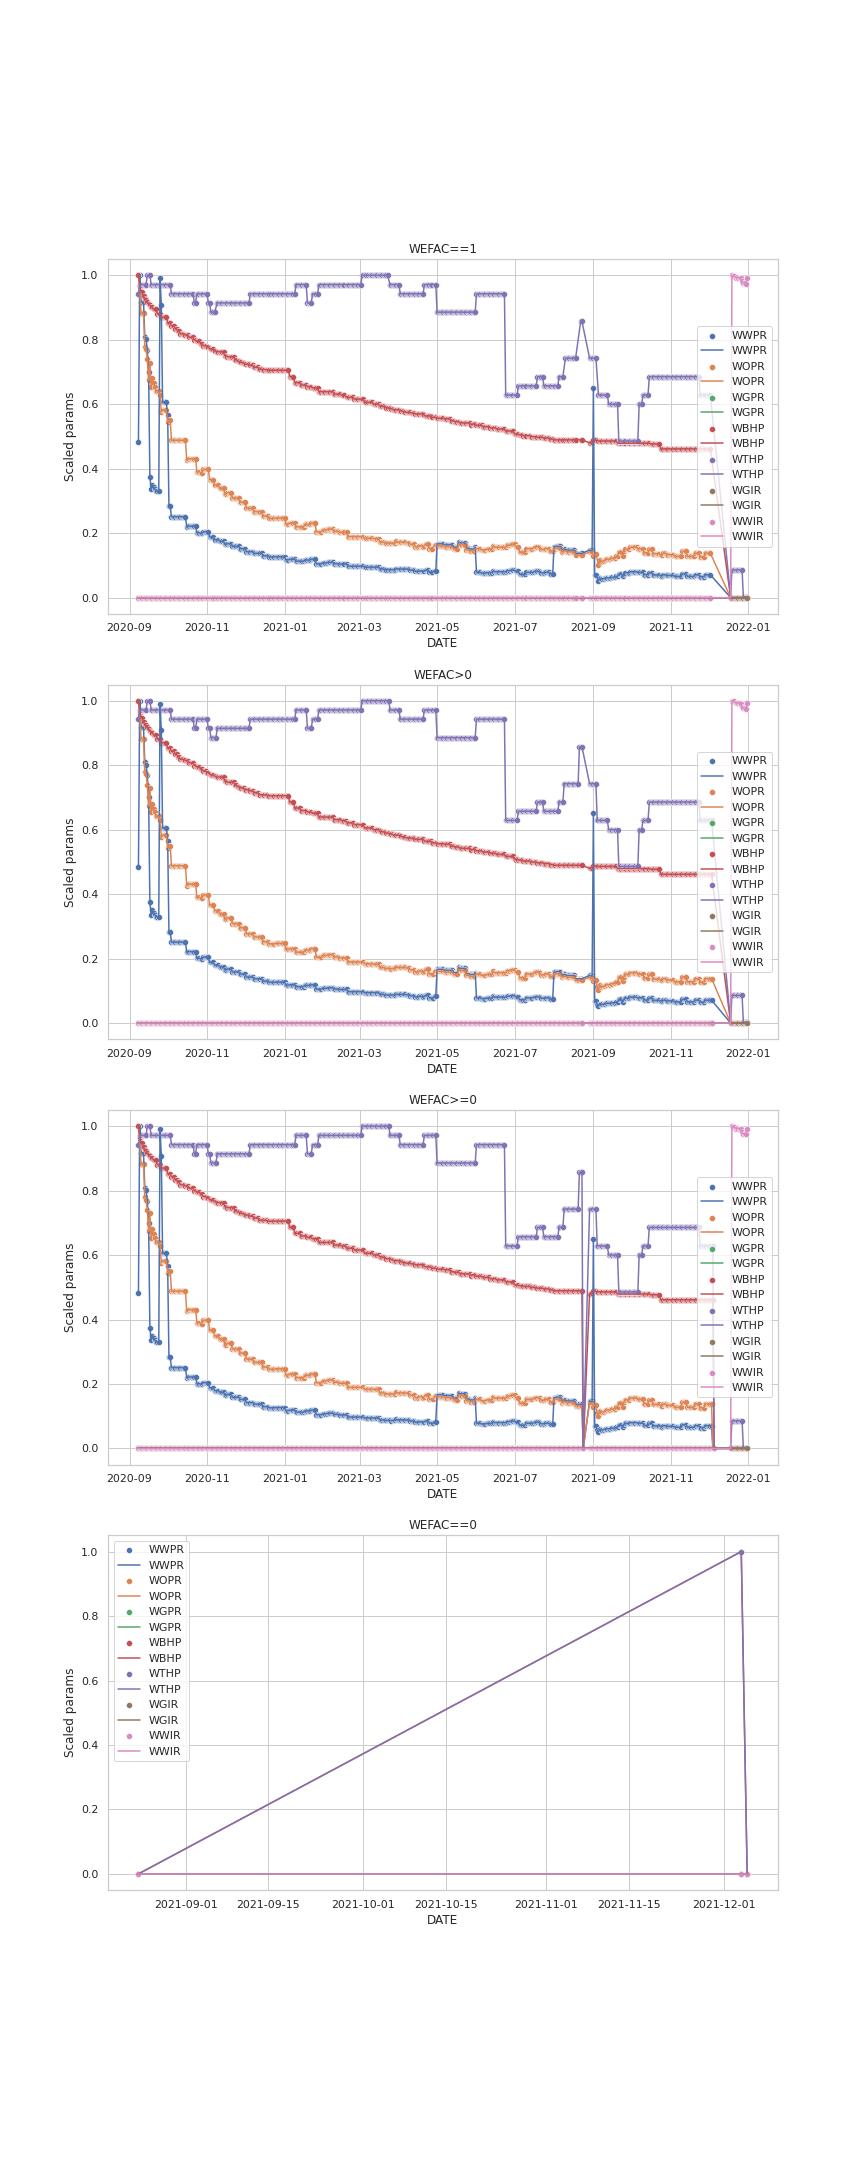 WEFAC==1
1.0
0.8
0.6
0.4
0.2
0.0
Scaled params
WWPR
WWPR
WOPR
WOPR
WGPR
WGPR
WBHP
WBHP
WTHP
WTHP
WGIR
WGIR
WWIR
WWIR
2020-09 2020-11 2021-01 2021-03 2021-05 2021-07 2021-09 2021-11 2022-01
DATE
WEFAC>0
1.0
0.8
0.6
0.4
0.2
0.0
Scaled params
WWPR
WWPR
WOPR
WOPR
WGPR
WGPR
WBHP
WBHP
WTHP
WTHP
WGIR
WGIR
WWIR
WWIR
2020-09 2020-11 2021-01 2021-03 2021-05 2021-07 2021-09 2021-11 2022-01
DATE
WEFAC>=0
1.0
0.8
0.6
0.4
0.2
0.0
Scaled params
WWPR
WWPR
WOPR
WOPR
WGPR
WGPR
WBHP
WBHP
WTHP
WTHP
WGIR
WGIR
WWIR
WWIR
2020-09 2020-11 2021-01 2021-03 2021-05 2021-07 2021-09 2021-11 2022-01
DATE
WEFAC==0
1.0
0.8
0.6
0.4
0.2
0.0
Scaled params
WWPR
WWPR
WOPR
WOPR
WGPR
WGPR
WBHP
WBHP
WTHP
WTHP
WGIR
WGIR
WWIR
WWIR
2021-09-01 2021-09-15 2021-10-01 2021-10-15 2021-11-01 2021-11-15 2021-12-01
DATE